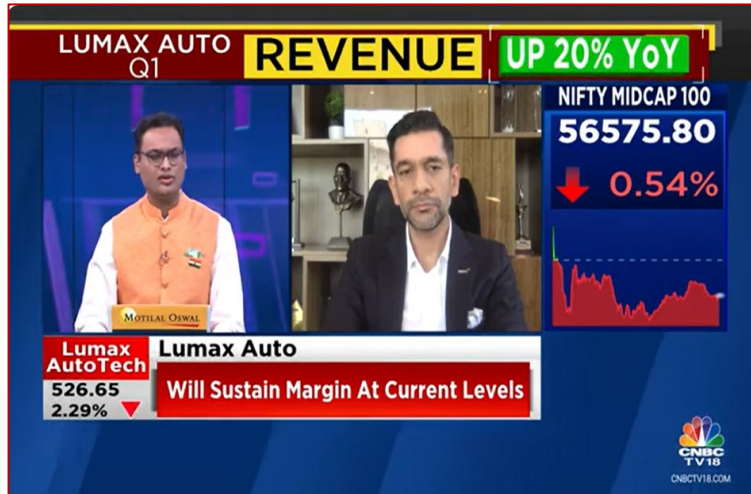 LUMAX AUTO
Q1
REVENUE
UP 20% YoY
NIFTY MIDCAP 100
56575.80
0.54%
MOTILAL OSWAL
Lumax
AutoTech
526.65
2.29%
Lumax Auto
Will Sustain Margin At Current Levels
CNBC
TV18
CNBCTV18.COM